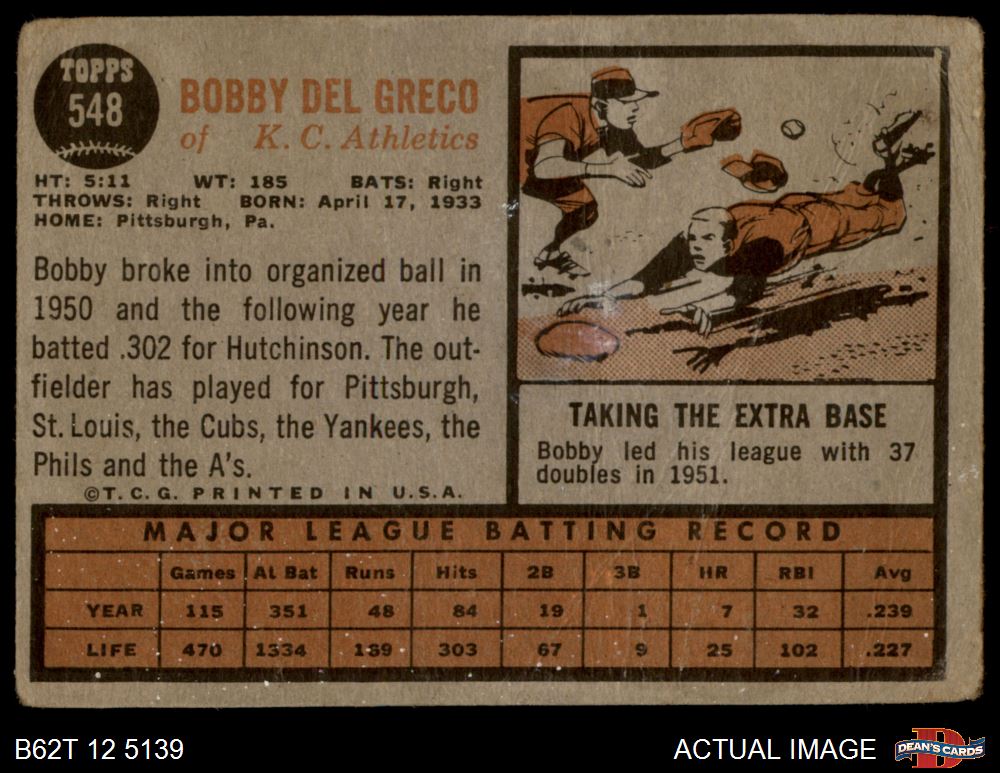 TOPPS
548
BOBBY DEL GRECO
of K. C. Athletics
HT: 5:11 WT: 185 BATS: Right
THROWS: Right BORN: April 17, 1933
HOME: Pittsburgh, Pa.
Bobby broke into organized ball in
1950 and the following year he
batted .302 for Hutchinson. The out-
fielder has played for Pittsburgh,
St. Louis, the Cubs, the Yankees, the
Phils and the A's.
©T.C.G. PRINTED IN U.S.A.
TAKING THE EXTRA BASE
Bobby led his league with 37
doubles in 1951.
MAJOR LEAGUE BATTING RECORD
Games At Bat Runs Hits 2B 3B HR RBI Avg
YEAR 115 351 48 84 19 1 7 32 .239
LIFE 470 1334 189 303 67 9 25 102 .227
B62T 12 5139
ACTUAL IMAGE
D
DEAN'S CARDS